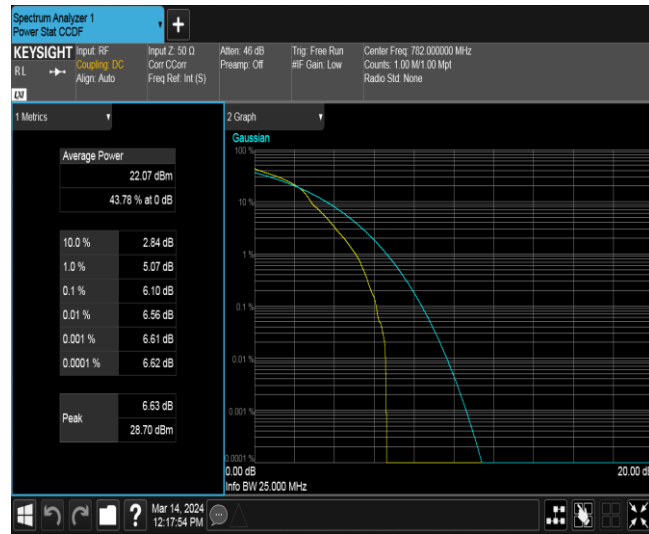 Spectrum Analyzer 1
Power Stat CCDF
+
KEYSIGHT Input: RF Input Z: 50 Ω Atten: 46 dB Trig: Free Run Center Freq: 782.000000 MHz
RL Coupling: DC Corr CCorr Preamp: Off #IF Gain: Low Counts: 1.00 M/1.00 Mpt
Align: Auto Freq Ref: Int (S) Radio Std: None
LXI
1 Metrics
Average Power
22.07 dBm
43.78 % at 0 dB
10.0 % 2.84 dB
1.0 % 5.07 dB
0.1 % 6.10 dB
0.01 % 6.56 dB
0.001 % 6.61 dB
0.0001 % 6.62 dB
Peak
6.63 dB
28.70 dBm
2 Graph
Gaussian
100 %
10 %
1 %
0.1 %
0.01 %
0.001 %
0.0001 %
0.00 dB 20.00 dB
Info BW 25.000 MHz
? Mar 14, 2024
12:17:54 PM